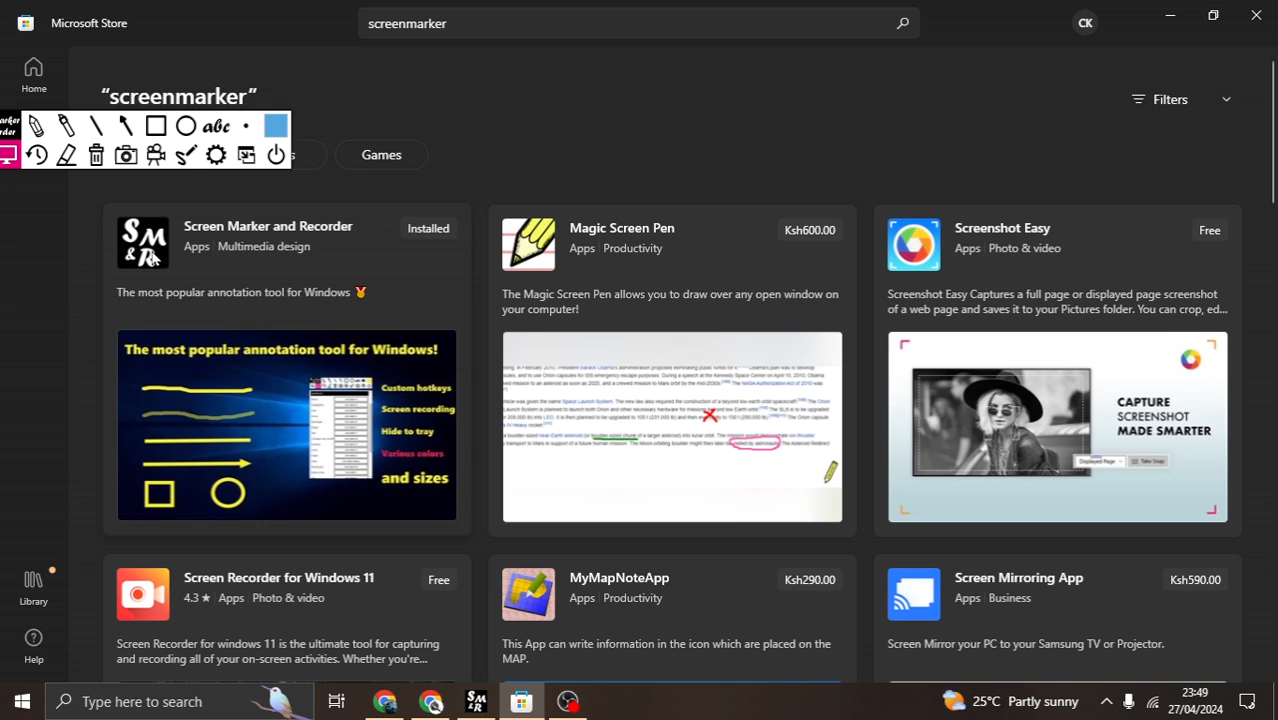 Microsoft Store
screenmarker
CK
Home
“screenmarker”
Filters
abc
Games
S M
& R
Screen Marker and Recorder
Installed
Apps Multimedia design
The most popular annotation tool for Windows
The most popular annotation tool for Windows!
Custom hotkeys
Screen recording
Hide to tray
Various colors
and sizes
Magic Screen Pen
Ksh600.00
Apps Productivity
The Magic Screen Pen allows you to draw over any open window on
your computer!
Screenshot Easy
Free
Apps Photo & video
Screenshot Easy Captures a full page or displayed page screenshot
of a web page and saves it to your Pictures folder. You can crop, ed...
CAPTURE
SCREENSHOT
MADE SMARTER
Displayed Page
Take Snap
Screen Recorder for Windows 11
Free
4.3 ★ Apps Photo & video
Screen Recorder for windows 11 is the ultimate tool for capturing
and recording all of your on-screen activities. Whether you're...
MyMapNoteApp
Ksh290.00
Apps Productivity
This App can write information in the icon which are placed on the
MAP.
Screen Mirroring App
Ksh590.00
Apps Business
Screen Mirror your PC to your Samsung TV or Projector.
Library
Help
Type here to search
SM
&R
25°C Partly sunny
23:49
27/04/2024